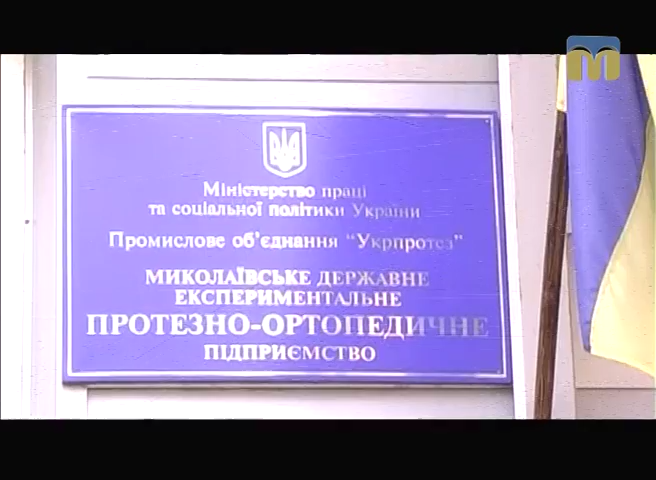 Міністерство праці
та соціальної політики України
Промислове об'єднання "Укрпротез"
МИКОЛАЇВСЬКЕ ДЕРЖАВНЕ
ЕКСПЕРИМЕНТАЛЬНЕ
ПРОТЕЗНО-ОРТОПЕДИЧНЕ
ПІДПРИЄМСТВО